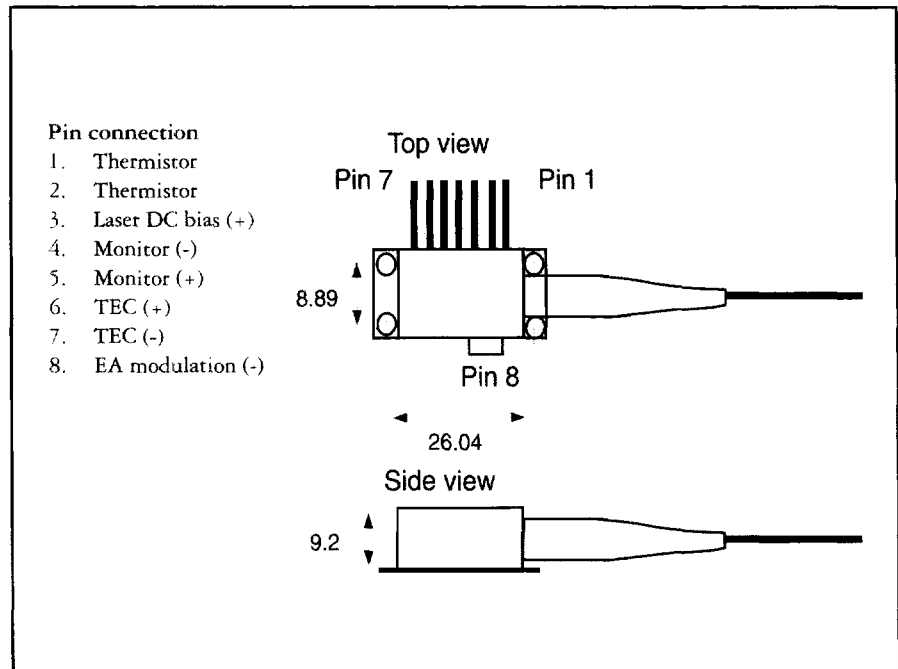 Pin connection
1. Thermistor
2. Thermistor
3. Laser DC bias (+)
4. Monitor (-)
5. Monitor (+)
6. TEC (+)
7. TEC (-)
8. EA modulation (-)
Top view
Pin 7 Pin 1
8.89
Pin 8
26.04
Side view
9.2